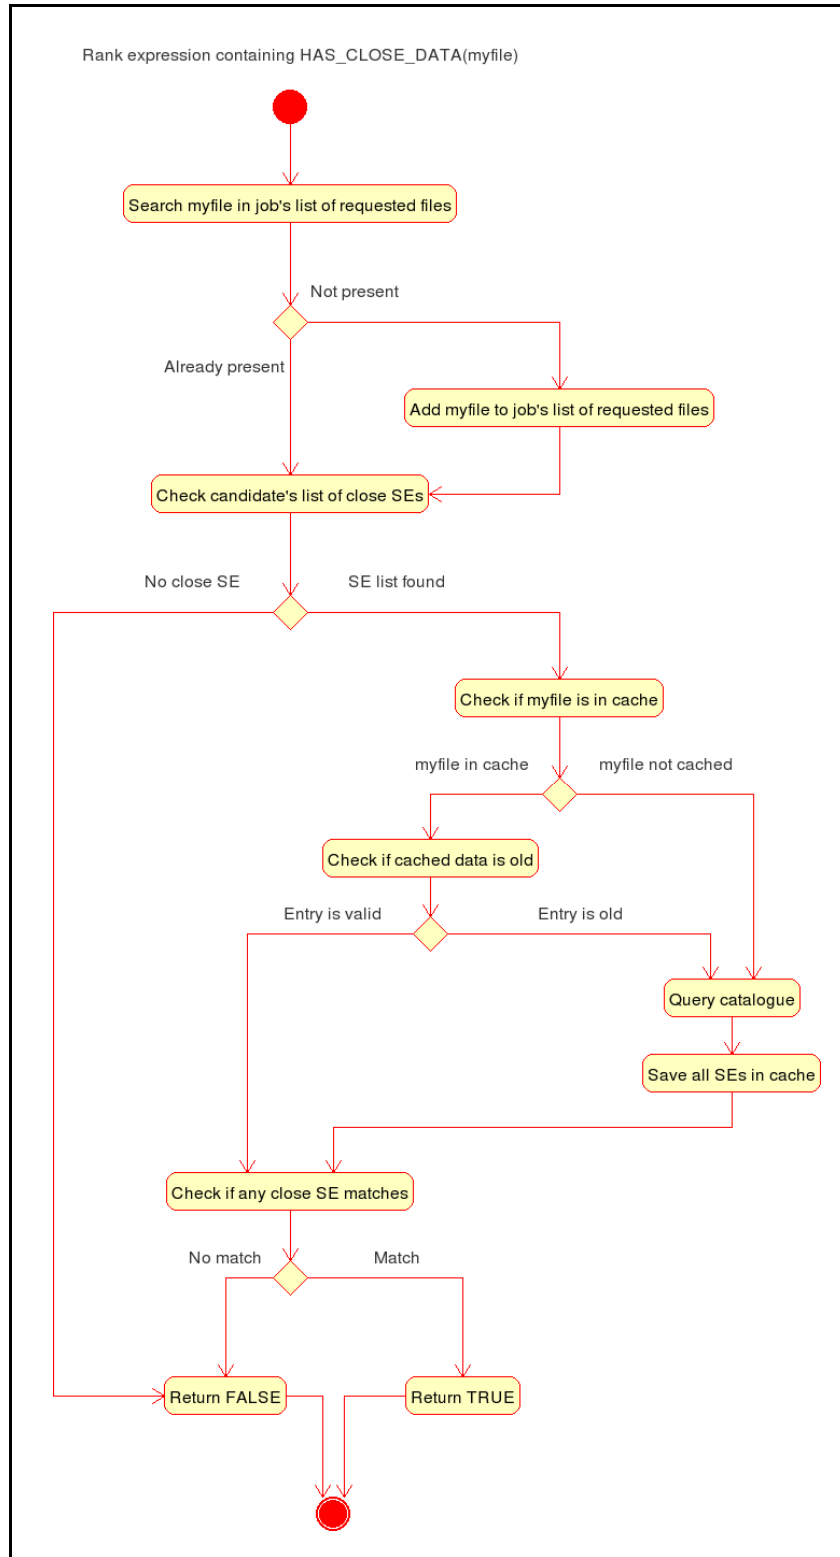 Rank expression containing HAS_CLOSE_DATA(myfile)
Search myfile in job's list of requested files
Not present
Already present
Add myfile to job's list of requested files
Check candidate's list of close SEs
No close SE
SE list found
Check if myfile is in cache
myfile in cache
myfile not cached
Check if cached data is old
Entry is valid
Entry is old
Query catalogue
Save all SEs in cache
Check if any close SE matches
No match
Match
Return FALSE
Return TRUE